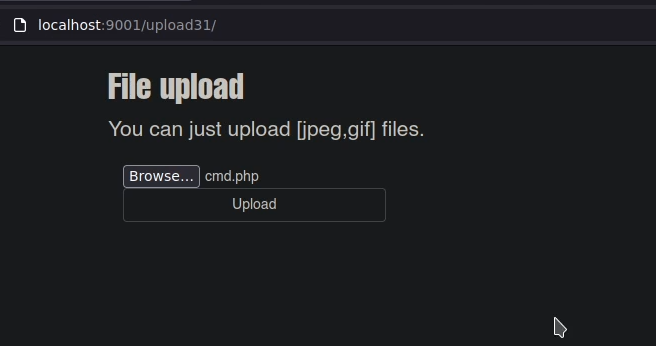 localhost:9001/upload31/
File upload
You can just upload [jpeg,gif] files.
Browse... cmd.php
Upload